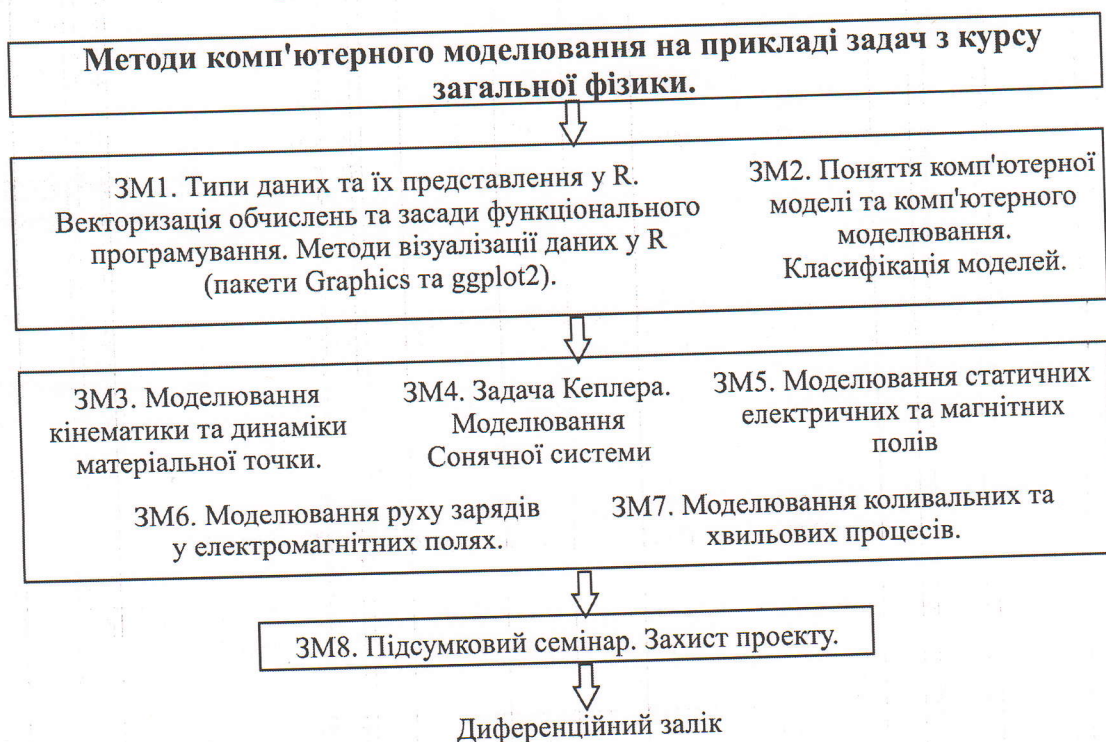 Методи комп'ютерного моделювання на прикладі задач з курсу
загальної фізики.
ЗМ1. Типи даних та їх представлення у R.
Векторизація обчислень та засади функціонального
програмування. Методи візуалізації даних у R
(пакети Graphics та ggplot2).
ЗМ2. Поняття комп'ютерної
моделі та комп'ютерного
моделювання.
Класифікація моделей.
ЗМ3. Моделювання
кінематики та динаміки
матеріальної точки.
ЗМ4. Задача Кеплера.
Моделювання
Сонячної системи
ЗМ5. Моделювання статичних
електричних та магнітних
полів
ЗМ6. Моделювання руху зарядів
у електромагнітних полях.
ЗМ7. Моделювання коливальних та
хвильових процесів.
ЗМ8. Підсумковий семінар. Захист проекту.
Диференційний залік